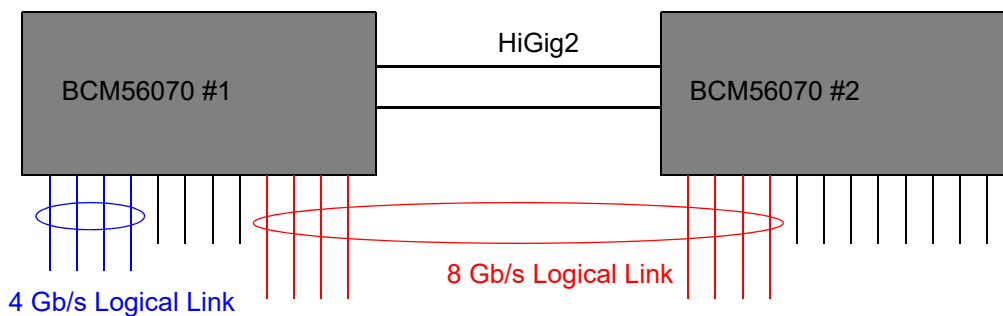 HiGig2
BCM56070 #1
BCM56070 #2
8 Gb/s Logical Link
4 Gb/s Logical Link